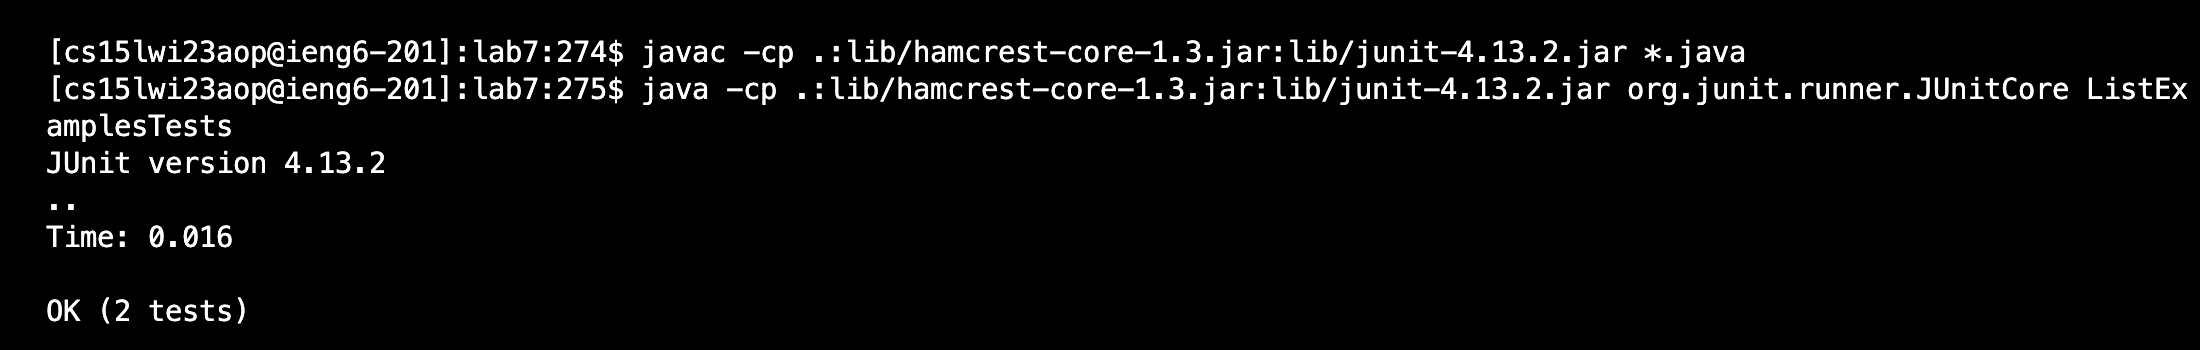 [cs15lwi23aop@ieng6-201]:lab7:274$ javac -cp .:lib/hamcrest-core-1.3.jar:lib/junit-4.13.2.jar *.java
[cs15lwi23aop@ieng6-201]:lab7:275$ java -cp .:lib/hamcrest-core-1.3.jar:lib/junit-4.13.2.jar org.junit.runner.JUnitCore ListEx
amplesTests
JUnit version 4.13.2
..
Time: 0.016
OK (2 tests)